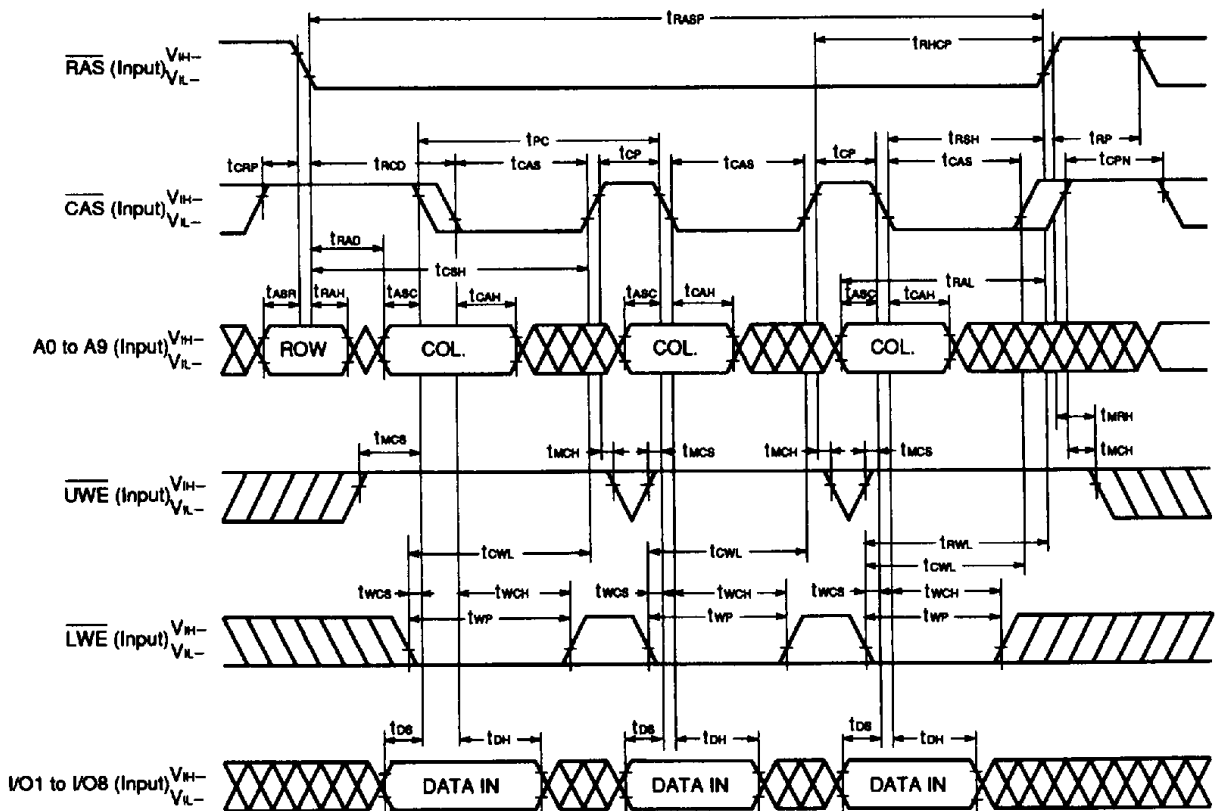 tRASP
tRHCP
RAS (Input) VIH–
VIL–
tPC
tRSH
tRP
tCRP
tRCD
tCAS
tCP
tCAS
tCP
tCAS
tCPN
CAS (Input) VIH–
VIL–
tRAD
tCSH
tRAL
tASR
tRAH
tASC
tCAH
tASC
tCAH
tASC
tCAH
A0 to A9 (Input) VIH–
VIL–
ROW
COL.
COL.
COL.
tMRH
tMCS
tMCH
tMCS
tMCH
tMCS
tMCH
UWE (Input) VIH–
VIL–
tRWL
tCWL
tCWL
tCWL
tWCS
tWCH
tWCS
tWCH
tWCS
tWCH
tWP
tWP
tWP
LWE (Input) VIH–
VIL–
tDS
tDH
tDS
tDH
tDS
tDH
I/O1 to I/O8 (Input) VIH–
VIL–
DATA IN
DATA IN
DATA IN